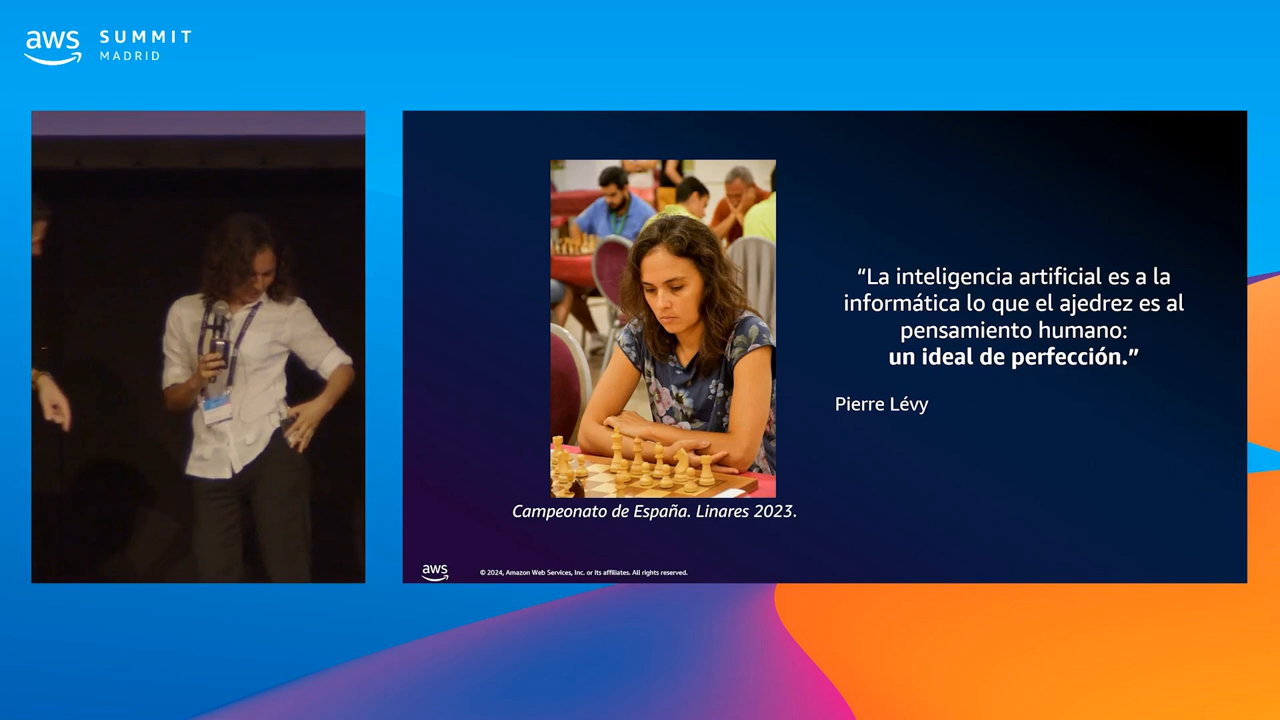 aws
SUMMIT
MADRID
“La inteligencia artificial es a la
informática lo que el ajedrez es al
pensamiento humano:
un ideal de perfección.”
Pierre Lévy
Campeonato de España. Linares 2023.
aws
© 2024, Amazon Web Services, Inc. or its affiliates. All rights reserved.